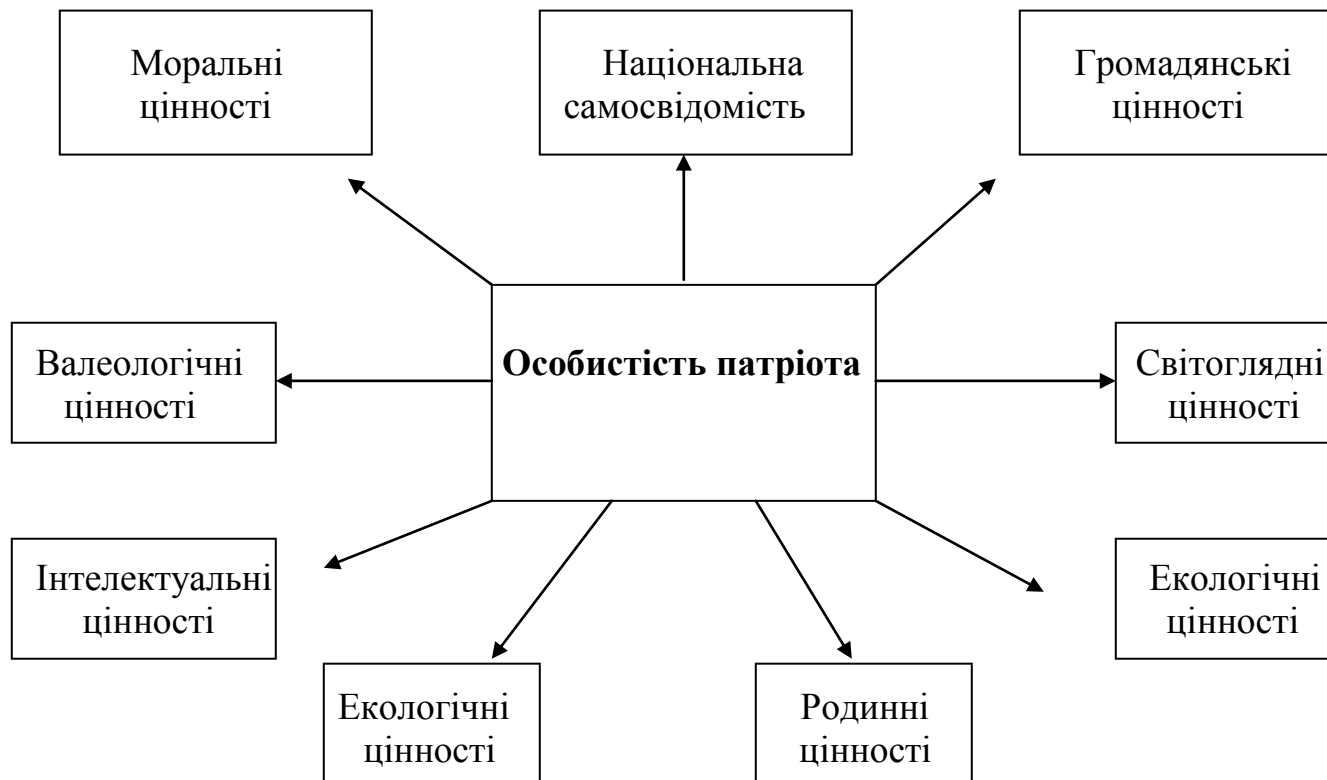 Моральні
цінності
Національна
самосвідомість
Громадянські
цінності
Валеологічні
цінності
Особистість патріота
Світоглядні
цінності
Інтелектуальні
цінності
Екологічні
цінності
Екологічні
цінності
Родинні
цінності